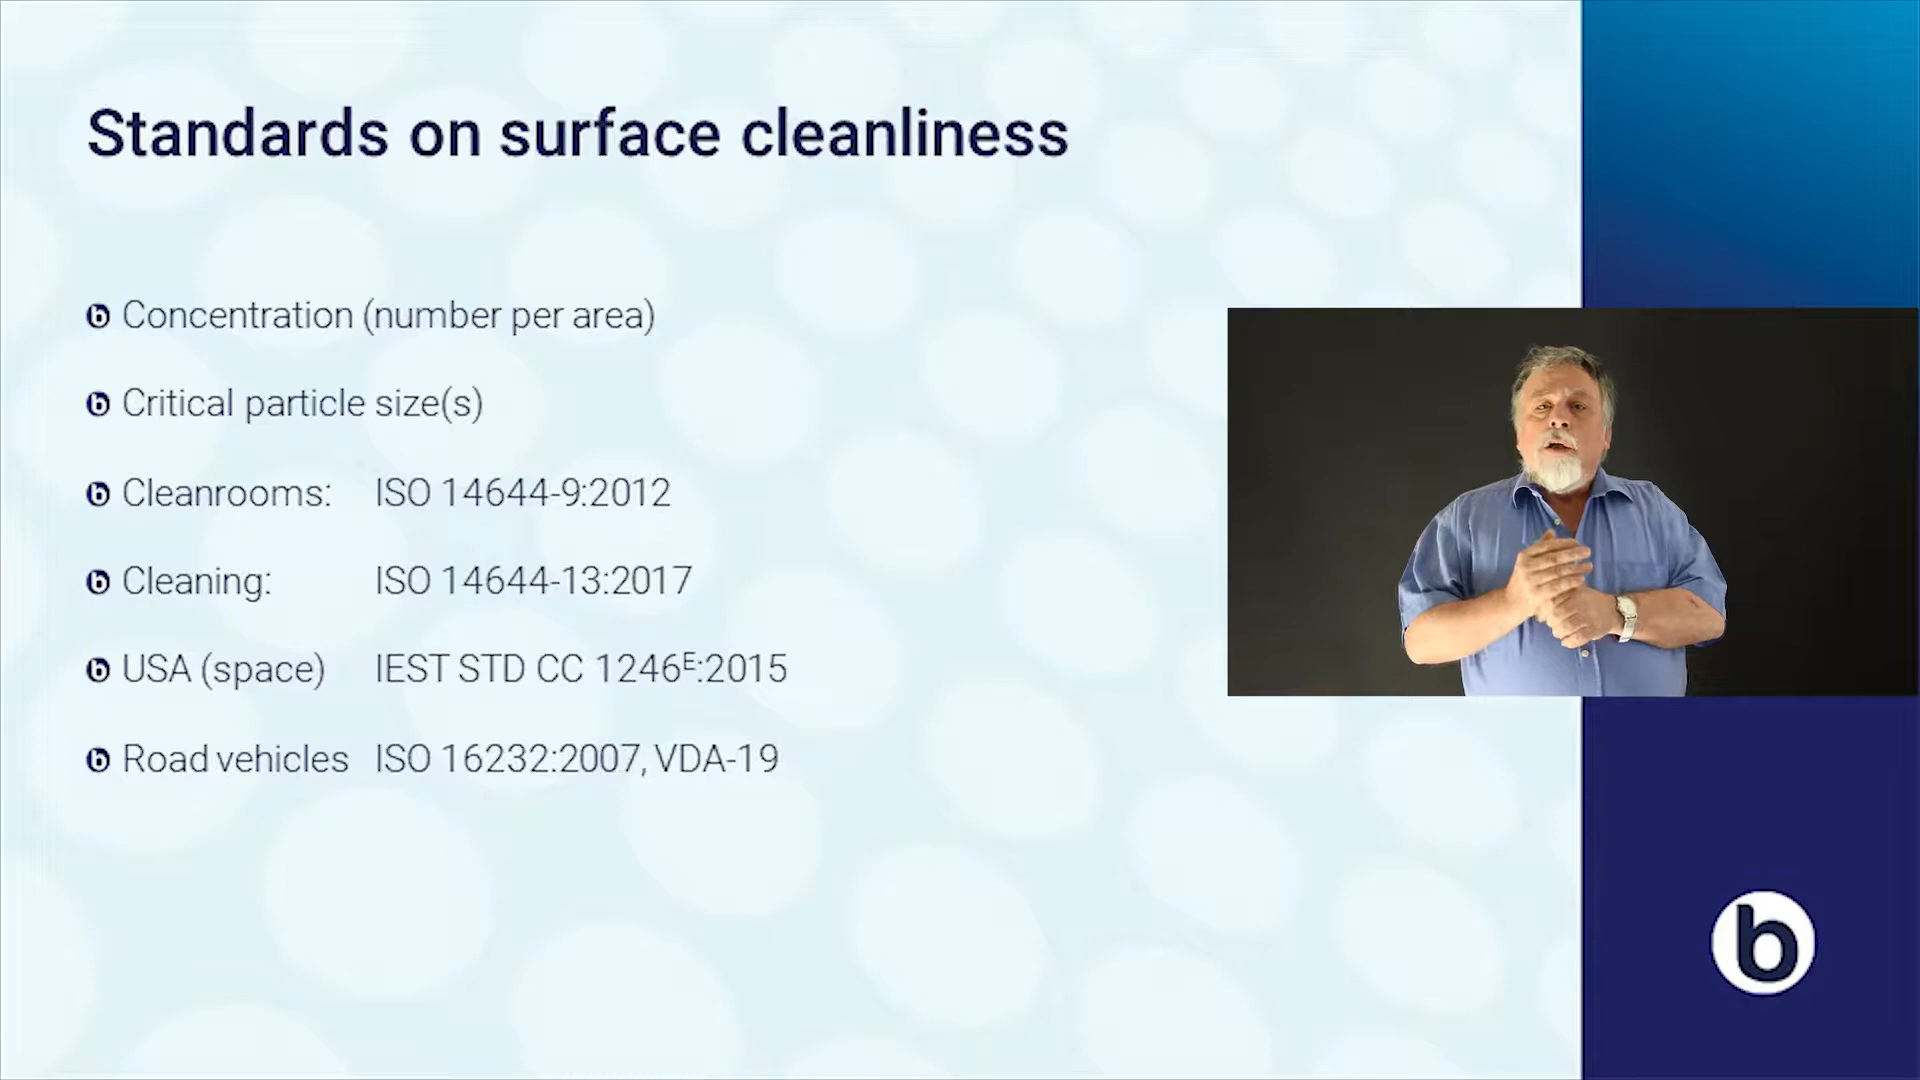 Standards on surface cleanliness
Concentration (number per area)
Critical particle size(s)
Cleanrooms: ISO 14644-9:2012
Cleaning: ISO 14644-13:2017
USA (space) IEST STD CC 1246ᴱ:2015
Road vehicles ISO 16232:2007, VDA-19
b